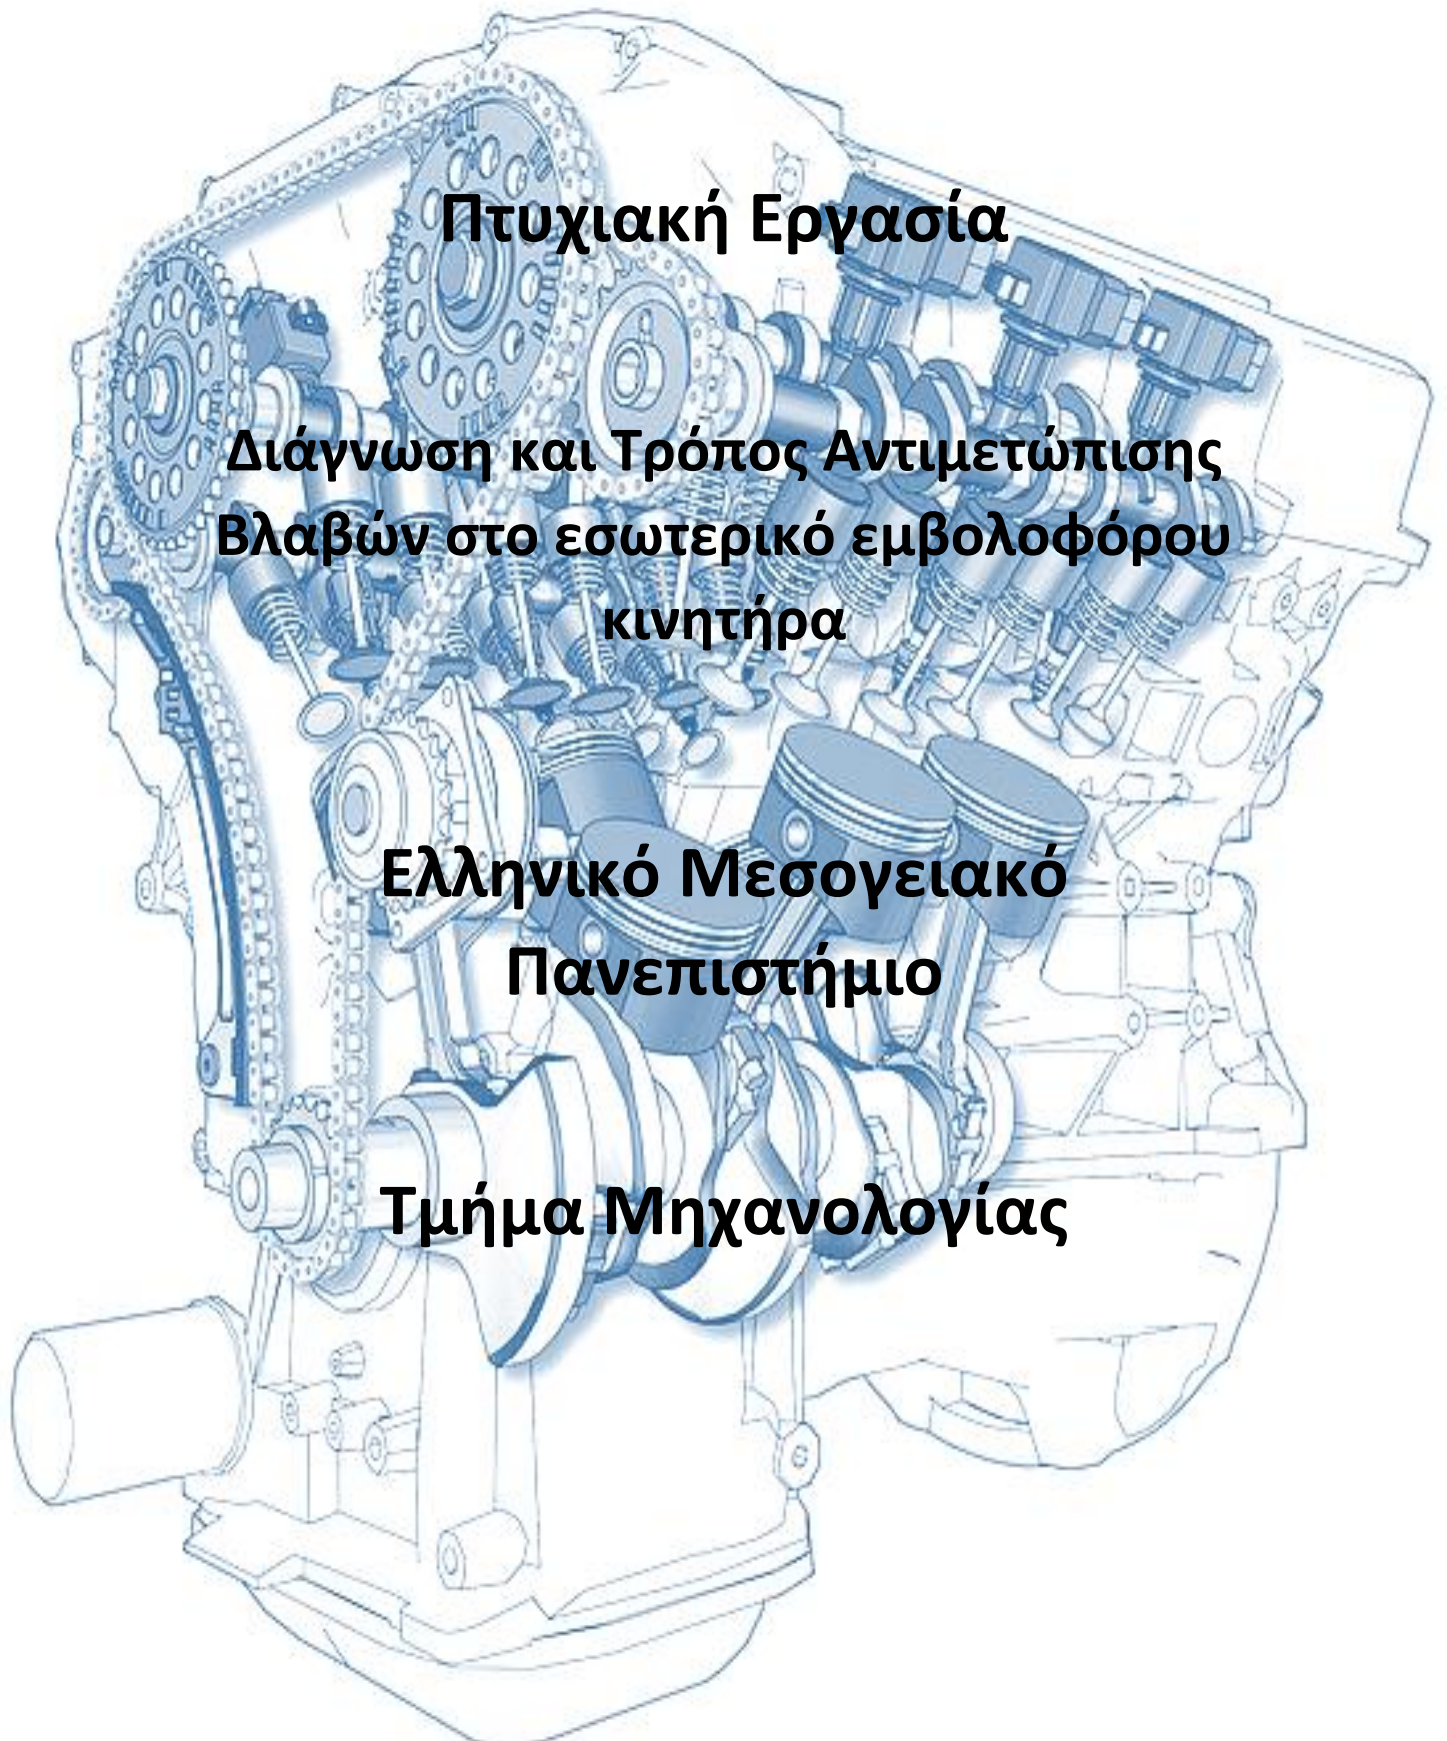 Πτυχιακή Εργασία
Διάγνωση και Τρόπος Αντιμετώπισης
Βλαβών στο εσωτερικό εμβολοφόρου
κινητήρα
Ελληνικό Μεσογειακό
Πανεπιστήμιο
Τμήμα Μηχανολογίας